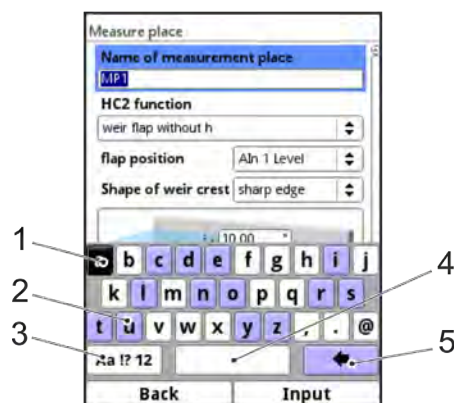 Measure place
Name of measurement place
MP1
HC2 function
weir flap without h
flap position AIn 1 Level
Shape of weir crest sharp edge
10.00 °
1 b c d e f g h i j 4
k l m n o p q r s
2 t u v w x y z , . @
3 Aa !? 12 5
Back Input